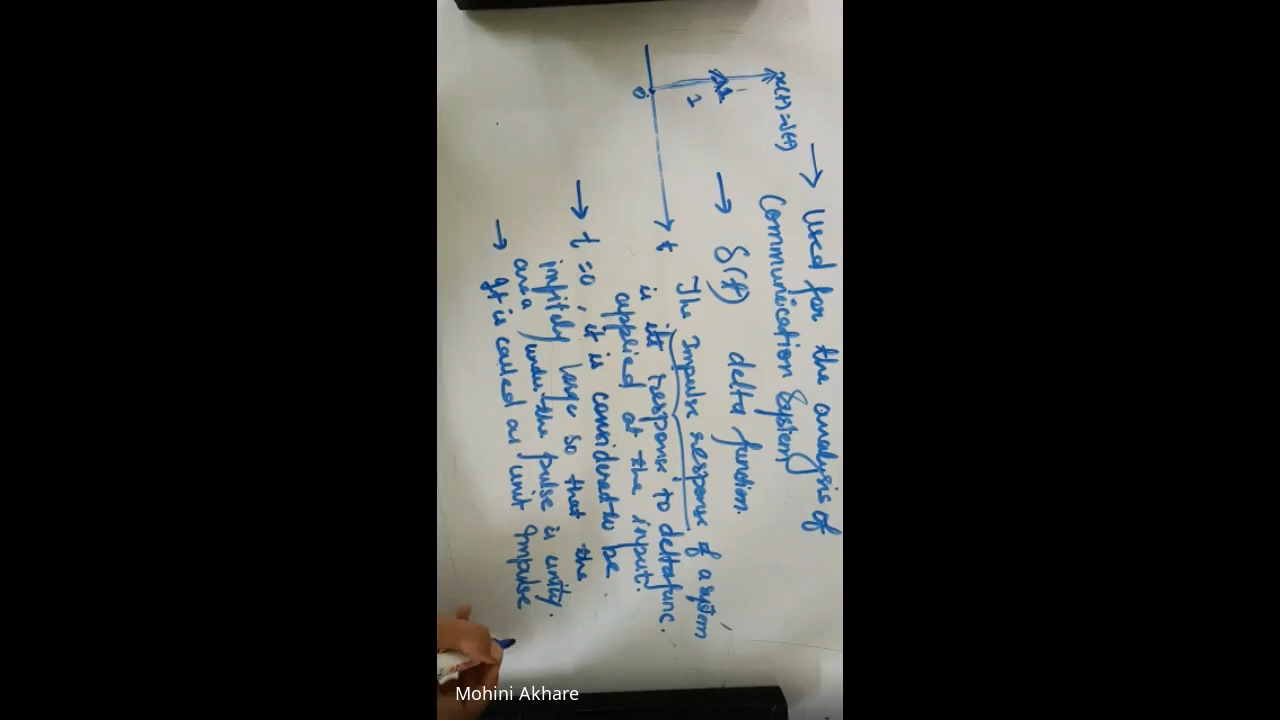 → Used for the analysis of
Communication System
x(t) = δ(t)
1
0
t
→ δ(t) delta function.
The Impulse response of a system
is its response to delta func.
applied at the input.
→ t = 0, it is considered to be
infitely large so that the
area under the pulse is unity.
→ It is called as unit Impulse
Mohini Akhare